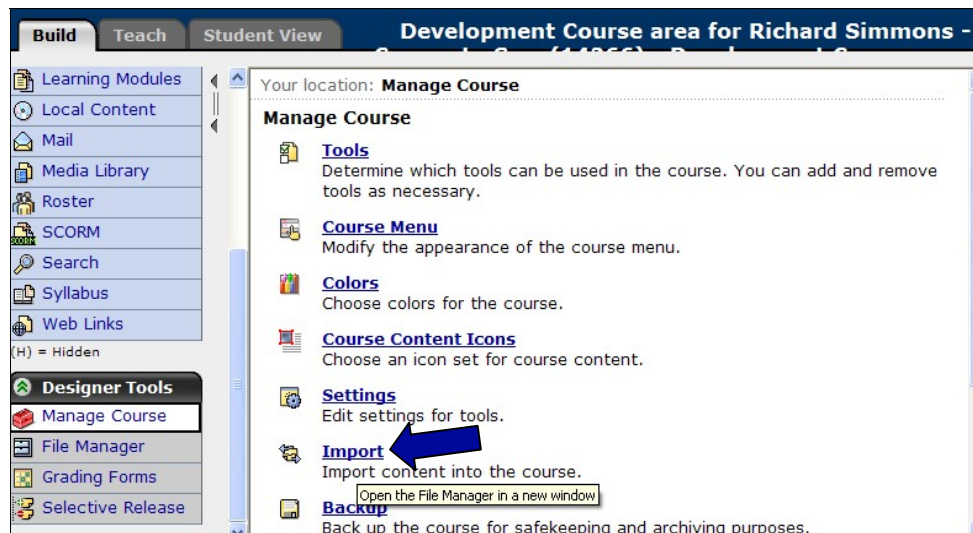 Build Teach Student View
Development Course area for Richard Simmons -
Learning Modules
Local Content
Mail
Media Library
Roster
SCORM
SCORM
Search
Syllabus
Web Links
(H) = Hidden
Designer Tools
Manage Course
File Manager
Grading Forms
Selective Release
Your location: Manage Course
Manage Course
Tools
Determine which tools can be used in the course. You can add and remove
tools as necessary.
Course Menu
Modify the appearance of the course menu.
Colors
Choose colors for the course.
Course Content Icons
Choose an icon set for course content.
Settings
Edit settings for tools.
Import
Import content into the course.
Open the File Manager in a new window
Backup
Back up the course for safekeeping and archiving purposes.